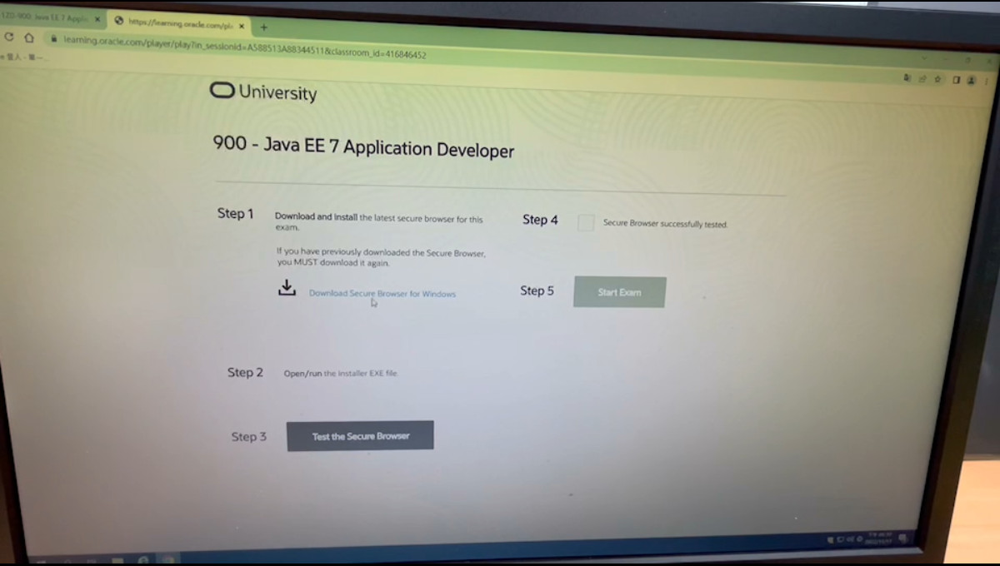 1Z0-900: Java EE 7 Applic
https://learning.oracle.com/pl
learning.oracle.com/player/play?in_sessionid=A588513A88344511&classroom_id=416846452
University
900 - Java EE 7 Application Developer
Step 1
Download and install the latest secure browser for this
exam.
If you have previously downloaded the Secure Browser,
you MUST download it again.
Download Secure Browser for Windows
Step 2
Open/run the installer EXE file
Step 3
Test the Secure Browser
Step 4
Secure Browser successfully tested.
Step 5
Start Exam